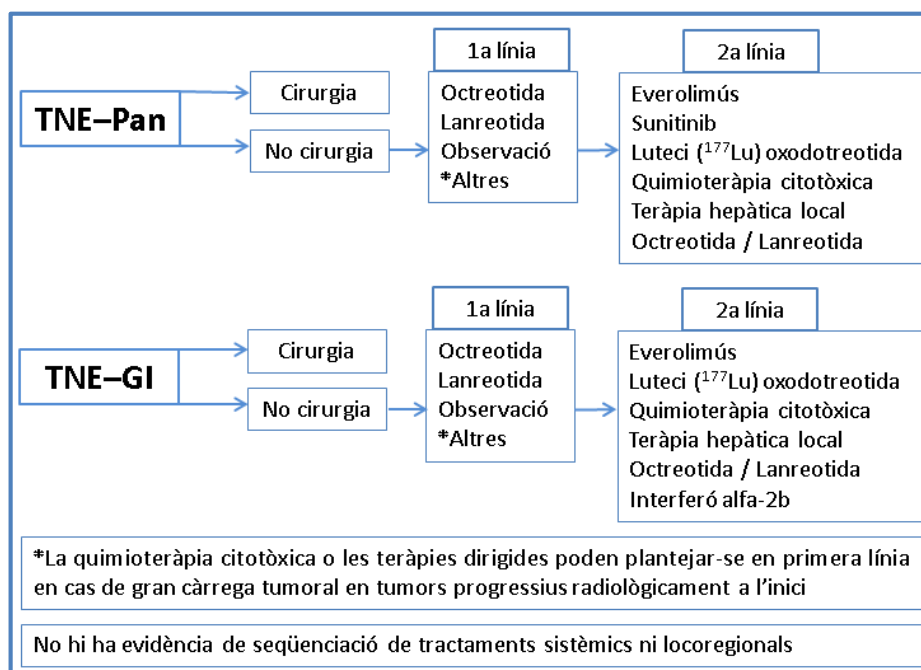 TNE–Pan
Cirurgia
No cirurgia
1a línia
Octreotida
Lanreotida
Observació
*Altres
2a línia
Everolimús
Sunitinib
Luteci (¹⁷⁷Lu) oxodotreotida
Quimioteràpia citotòxica
Teràpia hepàtica local
Octreotida / Lanreotida
TNE–GI
Cirurgia
No cirurgia
1a línia
Octreotida
Lanreotida
Observació
*Altres
2a línia
Everolimús
Luteci (¹⁷⁷Lu) oxodotreotida
Quimioteràpia citotòxica
Teràpia hepàtica local
Octreotida / Lanreotida
Interferó alfa-2b
*La quimioteràpia citotòxica o les teràpies dirigides poden plantejar-se en primera línia
en cas de gran càrrega tumoral en tumors progressius radiològicament a l’inici
No hi ha evidència de seqüenciació de tractaments sistèmics ni locoregionals